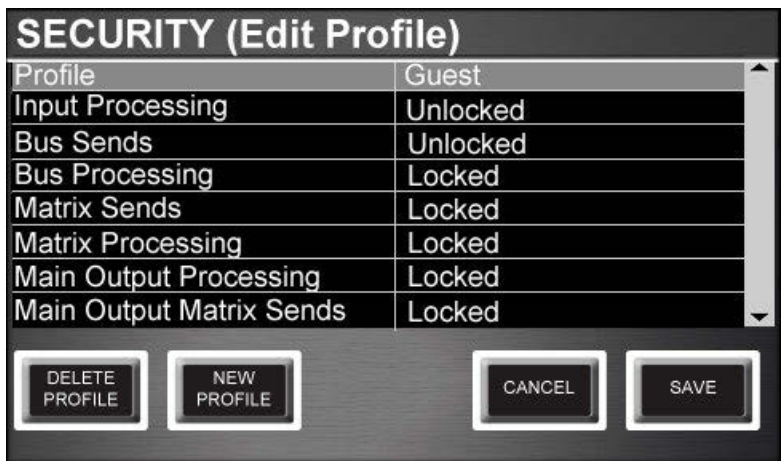 SECURITY (Edit Profile)
Profile Guest
Input Processing Unlocked
Bus Sends Unlocked
Bus Processing Locked
Matrix Sends Locked
Matrix Processing Locked
Main Output Processing Locked
Main Output Matrix Sends Locked
DELETE PROFILE NEW PROFILE CANCEL SAVE